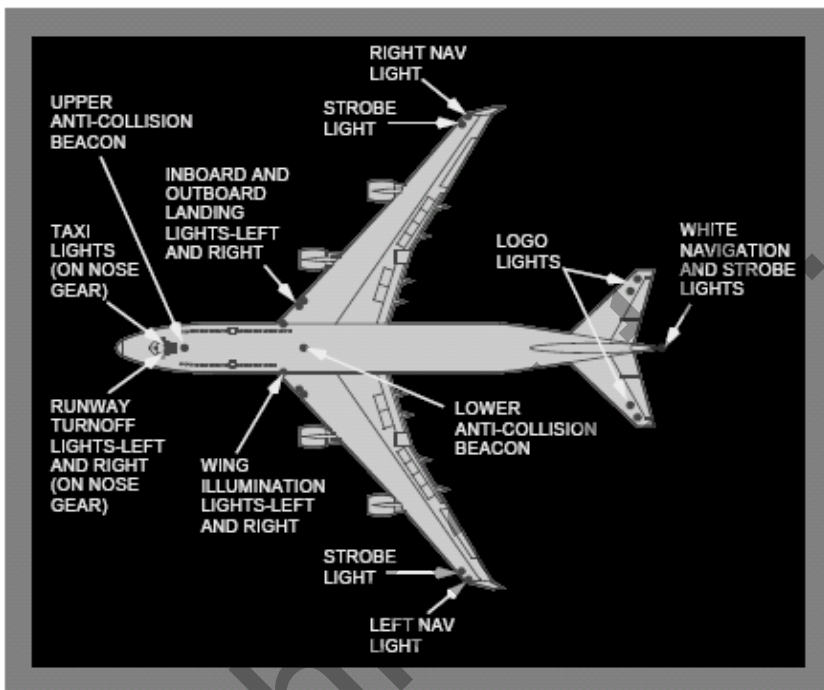 RIGHT NAV
LIGHT
UPPER
ANTI-COLLISION
BEACON
STROBE
LIGHT
INBOARD AND
OUTBOARD
LANDING
LIGHTS-LEFT
AND RIGHT
TAXI
LIGHTS
(ON NOSE
GEAR)
LOGO
LIGHTS
WHITE
NAVIGATION
AND STROBE
LIGHTS
RUNWAY
TURNOFF
LIGHTS-LEFT
AND RIGHT
(ON NOSE
GEAR)
WING
ILLUMINATION
LIGHTS-LEFT
AND RIGHT
LOWER
ANTI-COLLISION
BEACON
STROBE
LIGHT
LEFT NAV
LIGHT